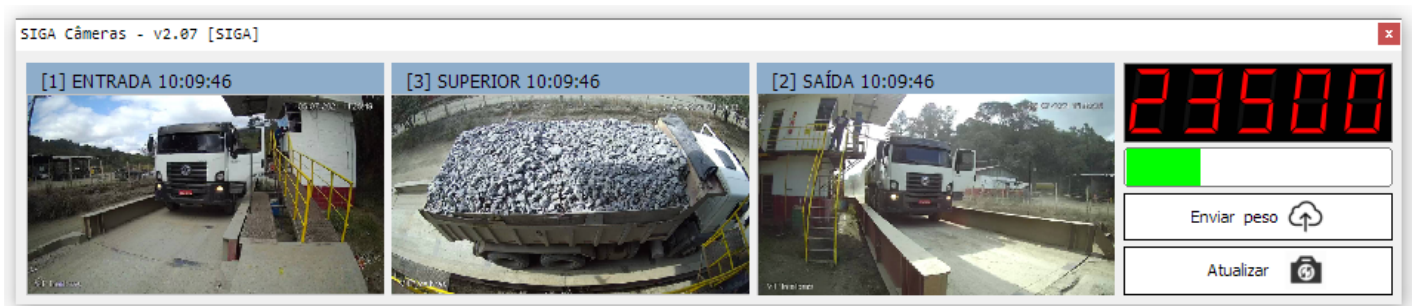 SIGA Câmeras - v2.07 [SIGA]
x
[1] ENTRADA 10:09:46
[3] SUPERIOR 10:09:46
[2] SAÍDA 10:09:46
23500
Enviar peso
Atualizar